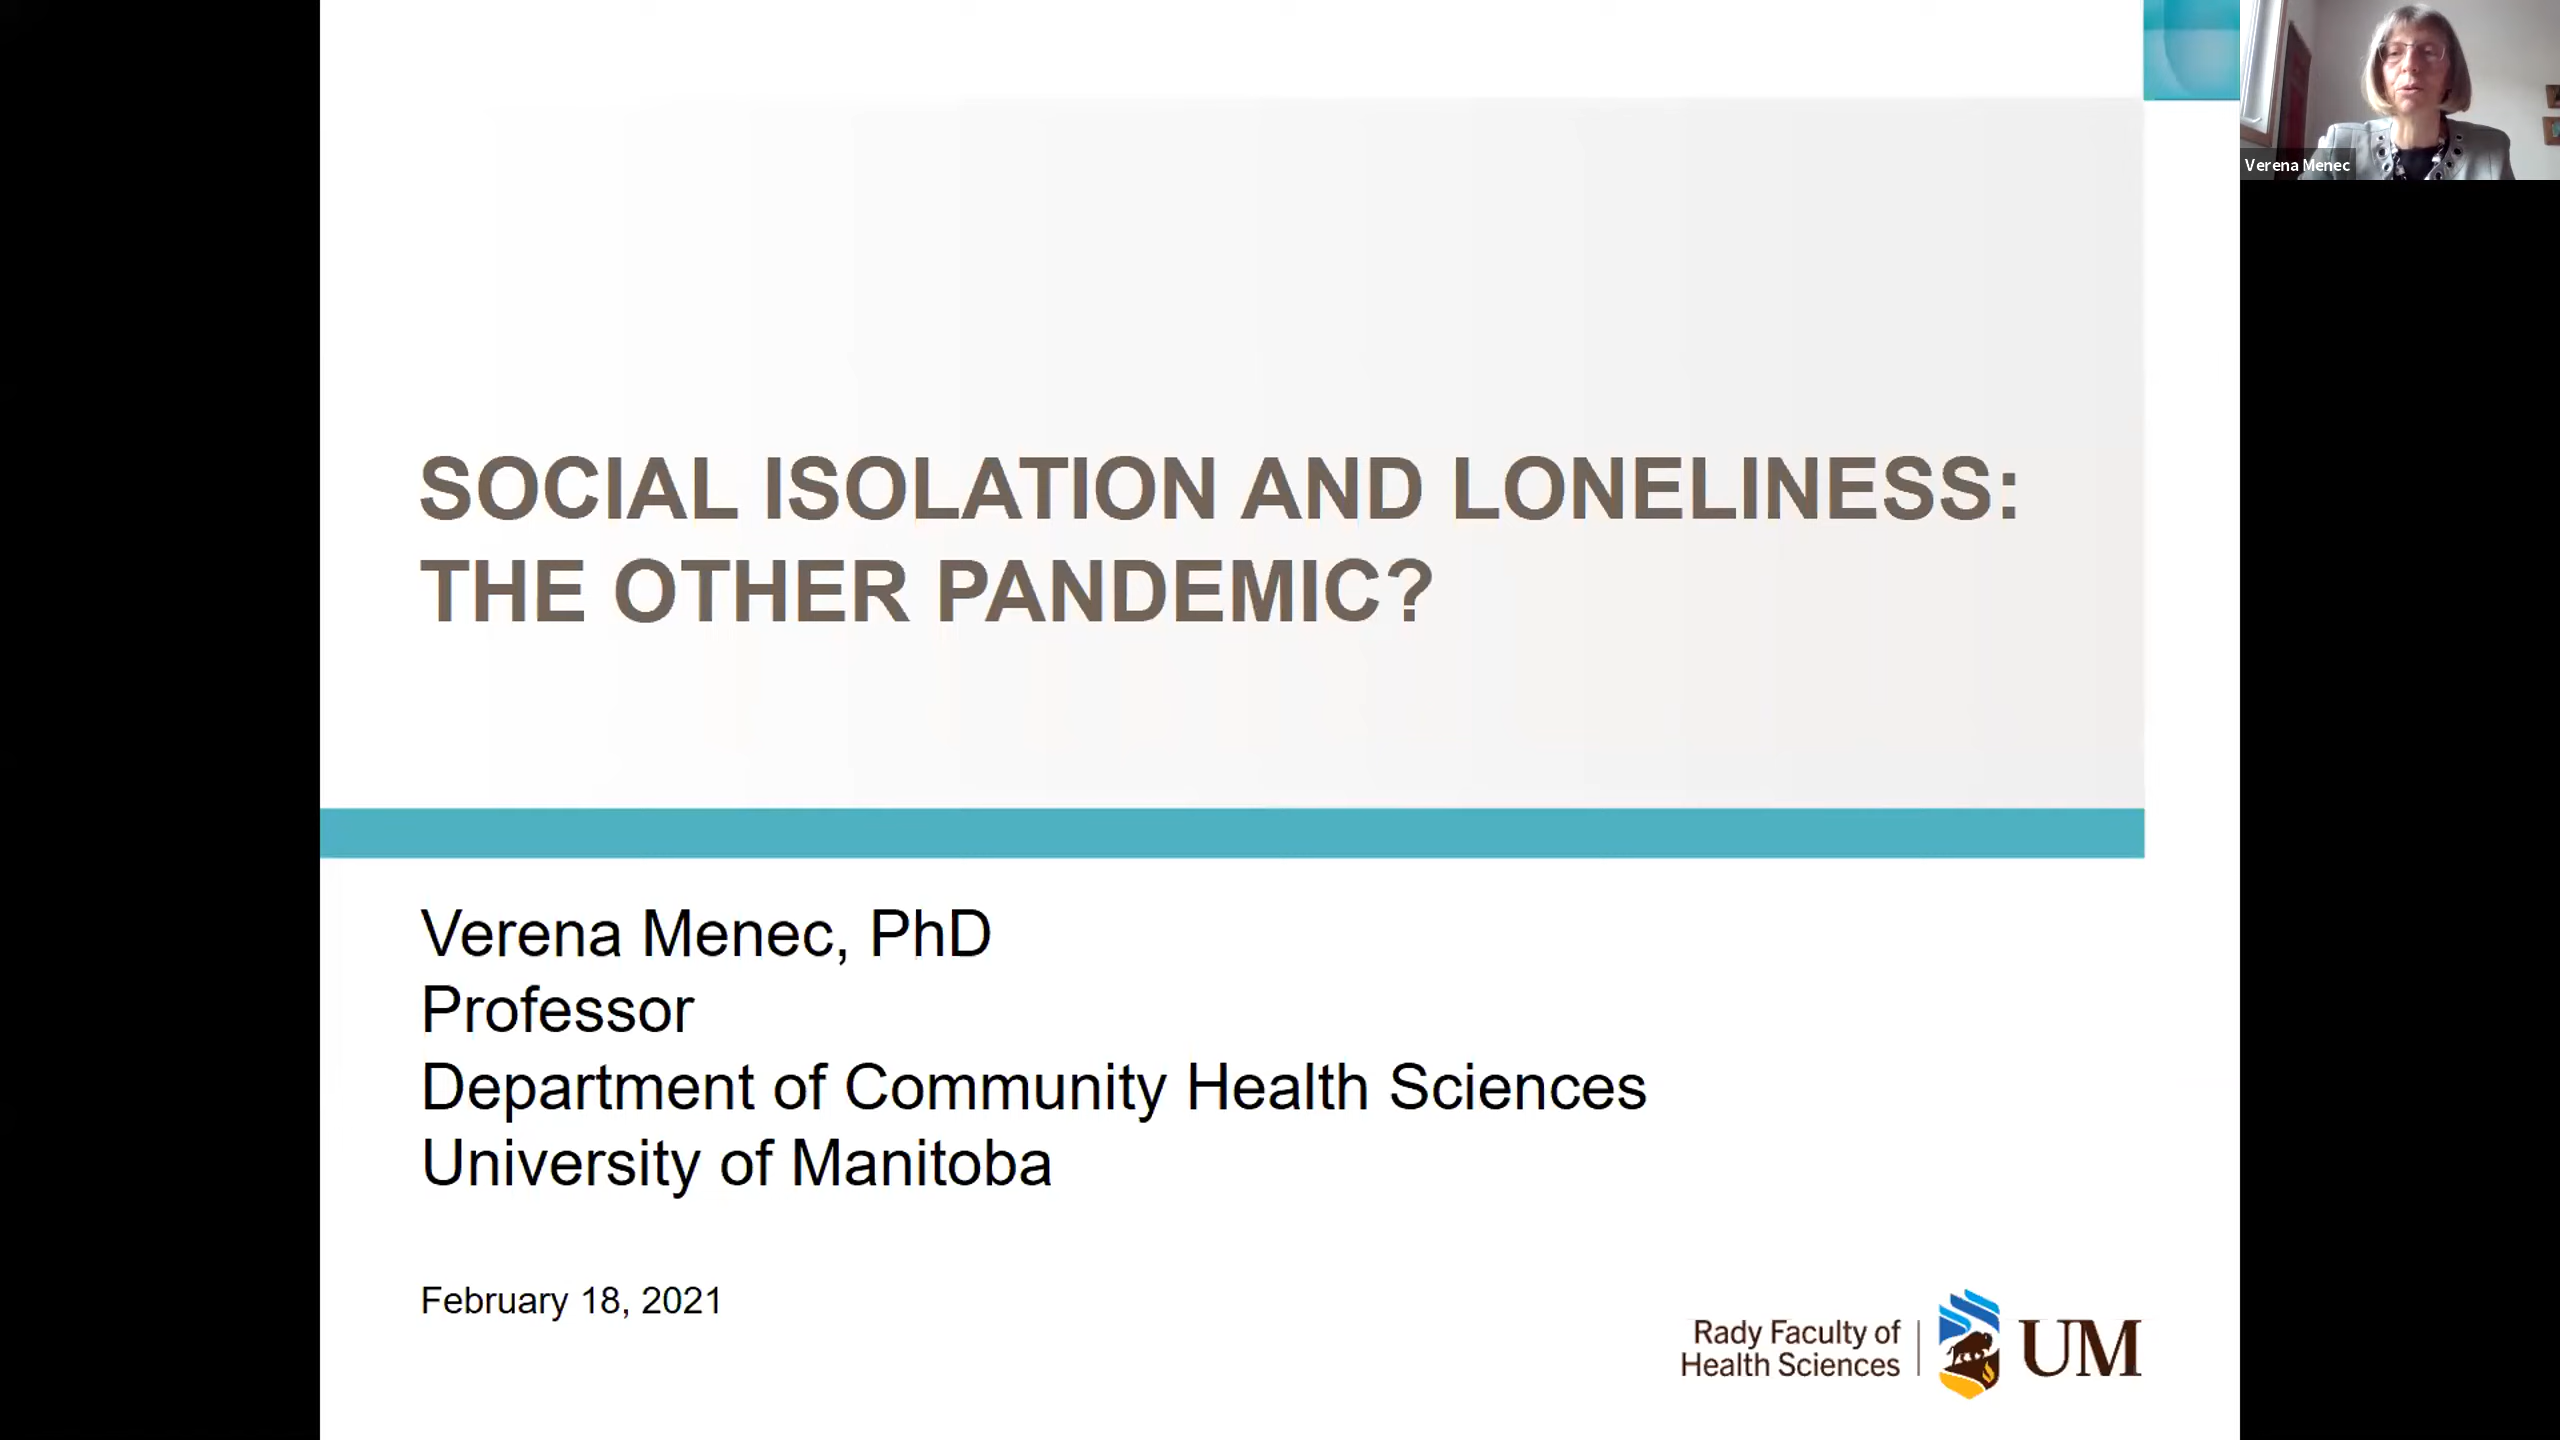 SOCIAL ISOLATION AND LONELINESS:
THE OTHER PANDEMIC?
Verena Menec, PhD
Professor
Department of Community Health Sciences
University of Manitoba
February 18, 2021
Rady Faculty of
Health Sciences
UM
Verena Menec